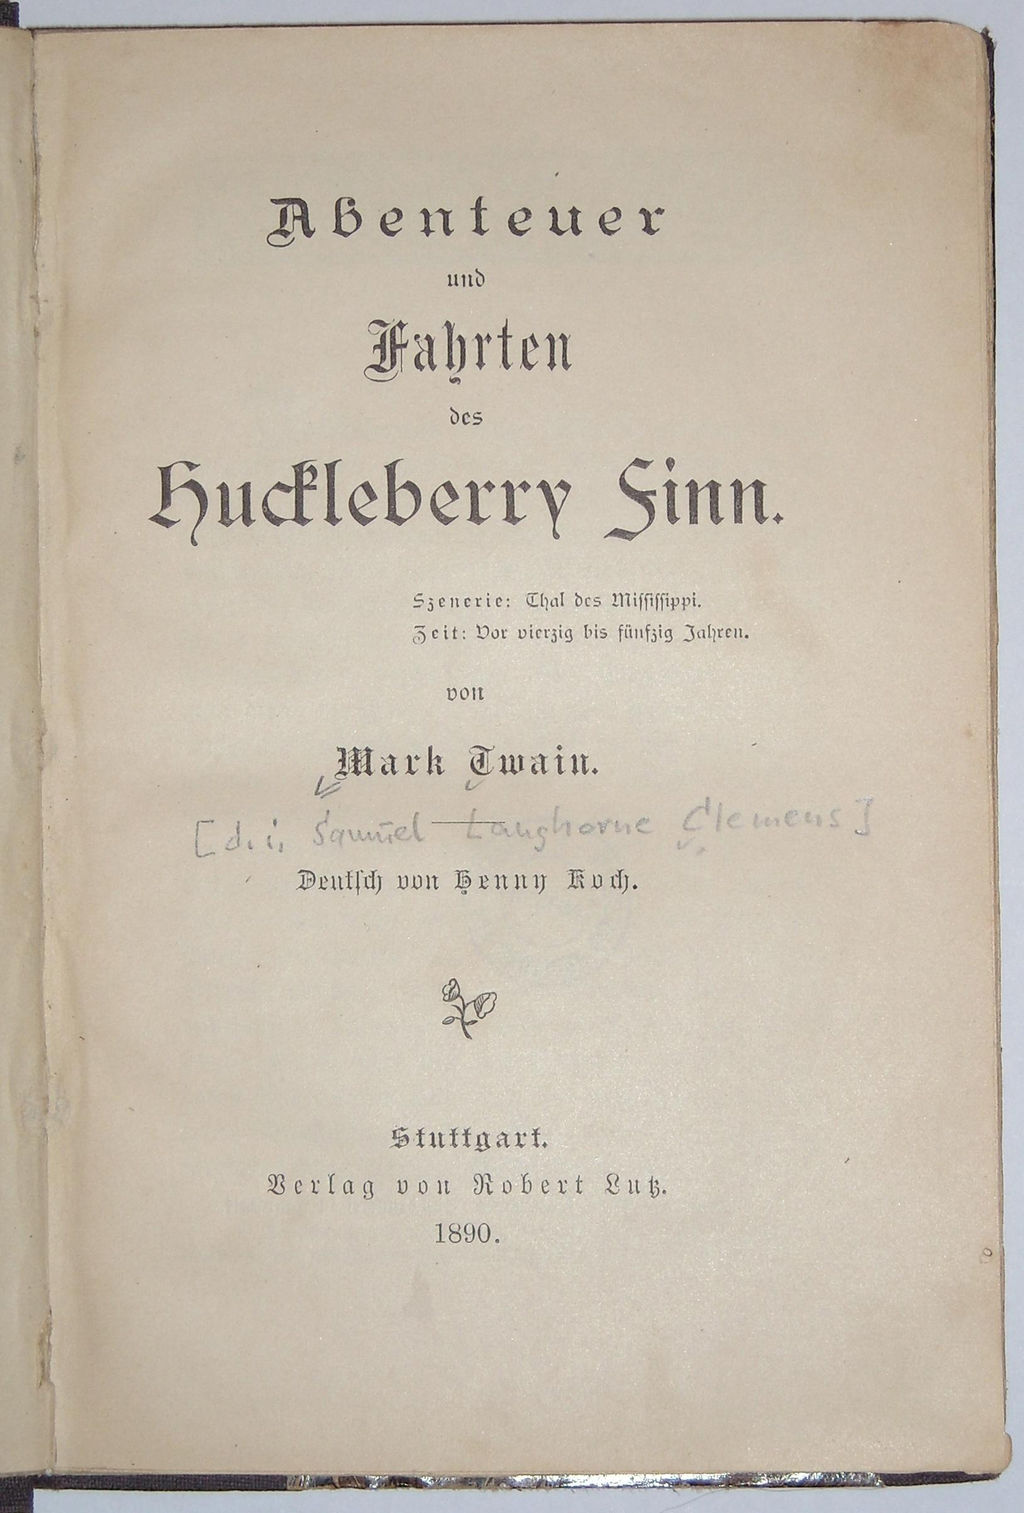 Abenteuer
und
Fahrten
des
Huckleberry Finn.
Szenerie: Thal des Mississippi.
Zeit: Vor vierzig bis fünfzig Jahren.
von
Mark Twain.
[d. i. Samuel Langhorne Clemens]
Deutsch von Henny Koch.
Stuttgart.
Verlag von Robert Lutz.
1890.